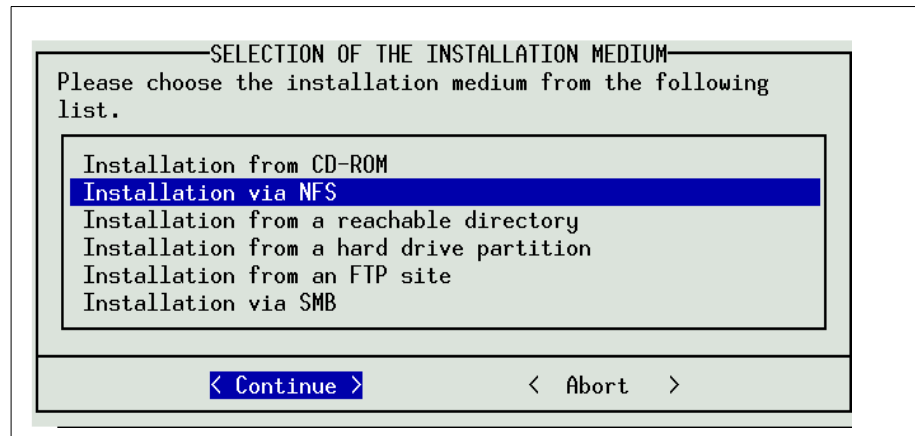 SELECTION OF THE INSTALLATION MEDIUM
Please choose the installation medium from the following
list.
Installation from CD-ROM
Installation via NFS
Installation from a reachable directory
Installation from a hard drive partition
Installation from an FTP site
Installation via SMB
< Continue > < Abort >